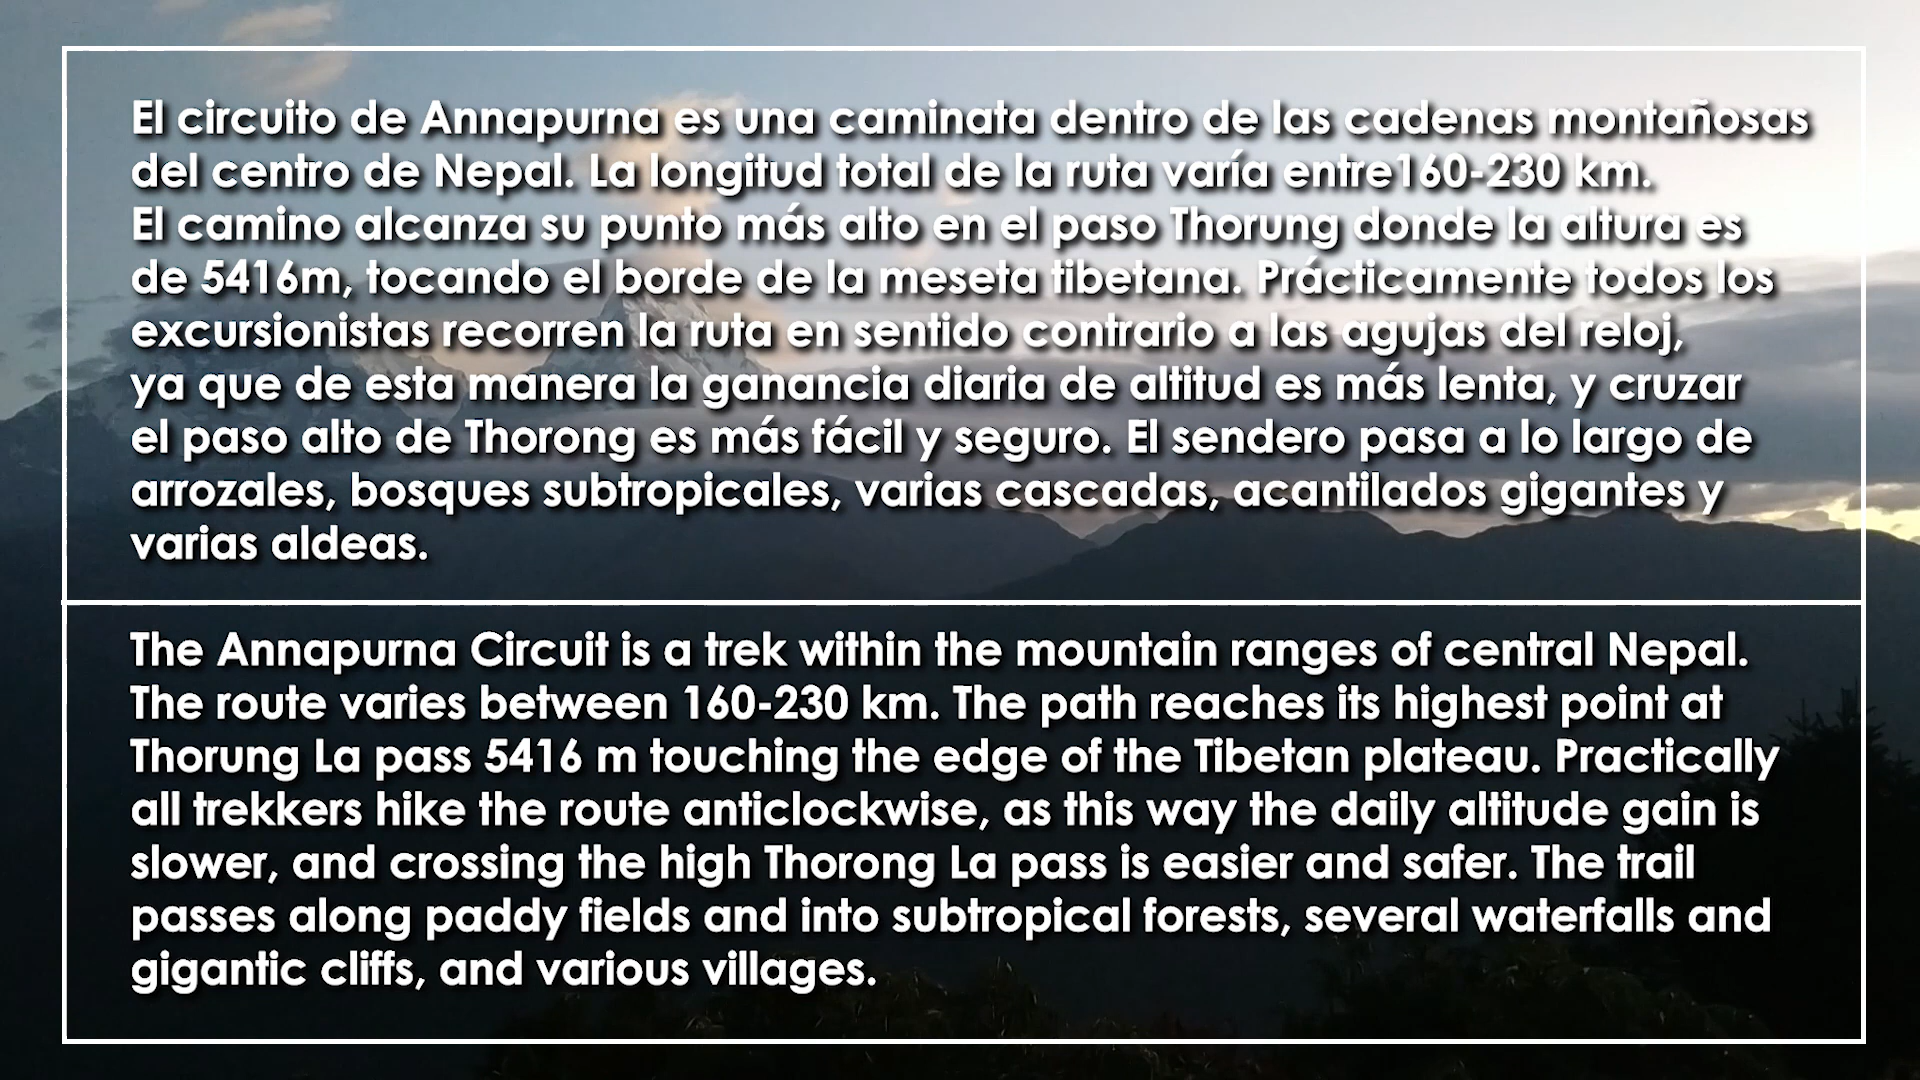 El circuito de Annapurna es una caminata dentro de las cadenas montañosas
del centro de Nepal. La longitud total de la ruta varía entre160-230 km.
El camino alcanza su punto más alto en el paso Thorung donde la altura es
de 5416m, tocando el borde de la meseta tibetana. Prácticamente todos los
excursionistas recorren la ruta en sentido contrario a las agujas del reloj,
ya que de esta manera la ganancia diaria de altitud es más lenta, y cruzar
el paso alto de Thorong es más fácil y seguro. El sendero pasa a lo largo de
arrozales, bosques subtropicales, varias cascadas, acantilados gigantes y
varias aldeas.
The Annapurna Circuit is a trek within the mountain ranges of central Nepal.
The route varies between 160-230 km. The path reaches its highest point at
Thorung La pass 5416 m touching the edge of the Tibetan plateau. Practically
all trekkers hike the route anticlockwise, as this way the daily altitude gain is
slower, and crossing the high Thorong La pass is easier and safer. The trail
passes along paddy fields and into subtropical forests, several waterfalls and
gigantic cliffs, and various villages.